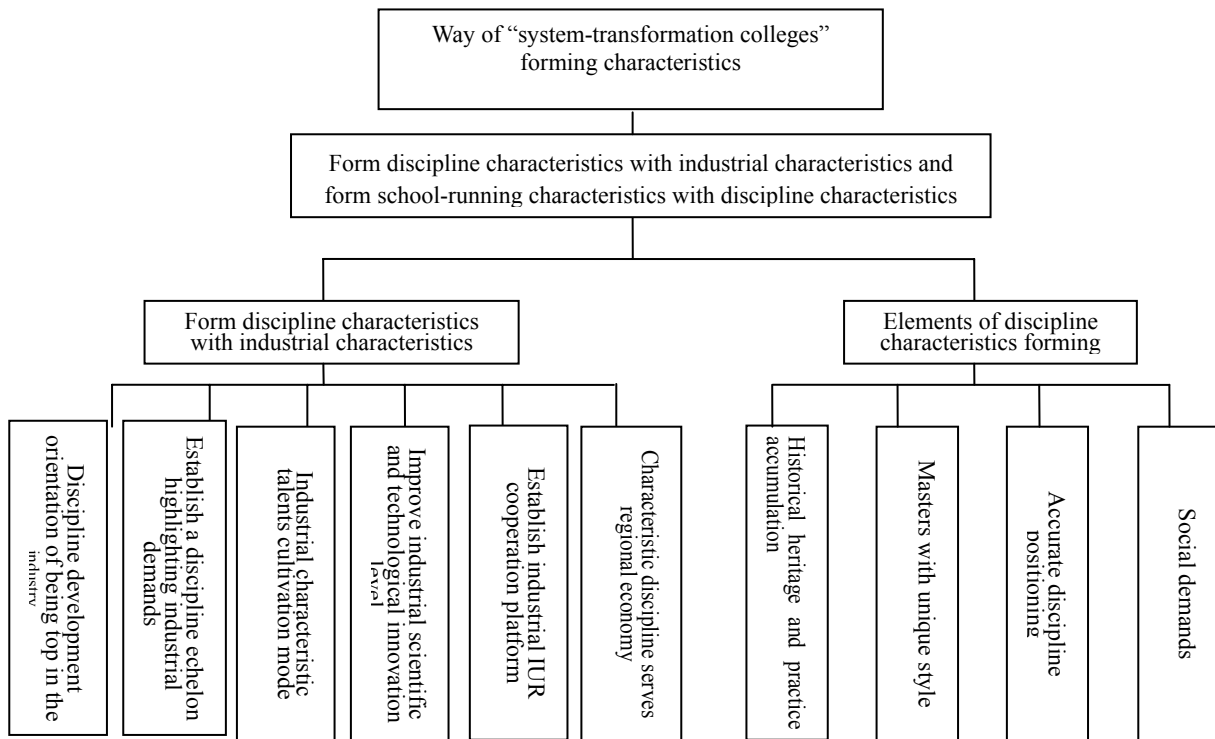 Way of “system-transformation colleges”
forming characteristics
Form discipline characteristics with industrial characteristics and
form school-running characteristics with discipline characteristics
Form discipline characteristics
with industrial characteristics
Elements of discipline
characteristics forming
Discipline development
orientation of being top in the
industry
Establish a discipline echelon
highlighting industrial
demands
Industrial characteristic
talents cultivation mode
Improve industrial scientific
and technological innovation
level
Establish industrial IUR
cooperation platform
Characteristic discipline serves
regional economy
Historical heritage and practice
accumulation
Masters with unique style
Accurate discipline
positioning
Social demands